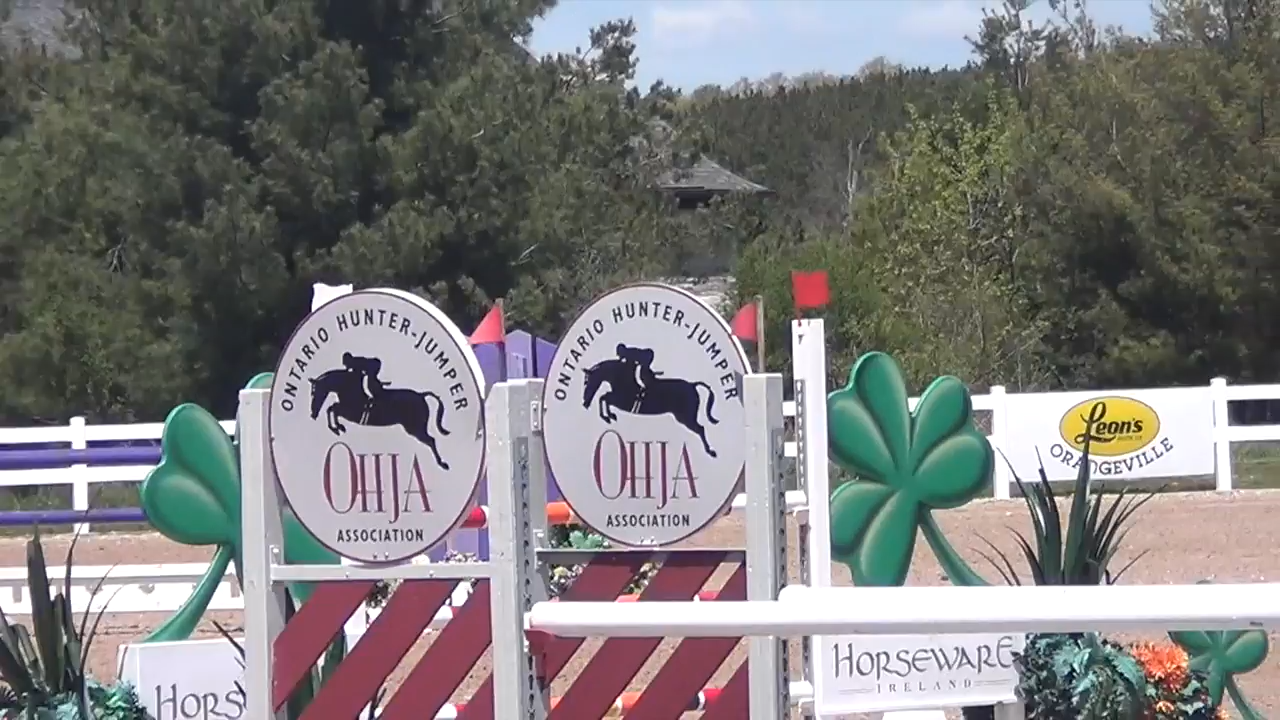 ONTARIO HUNTER-JUMPER
OHJA
ASSOCIATION
ONTARIO HUNTER-JUMPER
OHJA
ASSOCIATION
Leon's
ORANGEVILLE
HORSEWARE
IRELAND
HORS